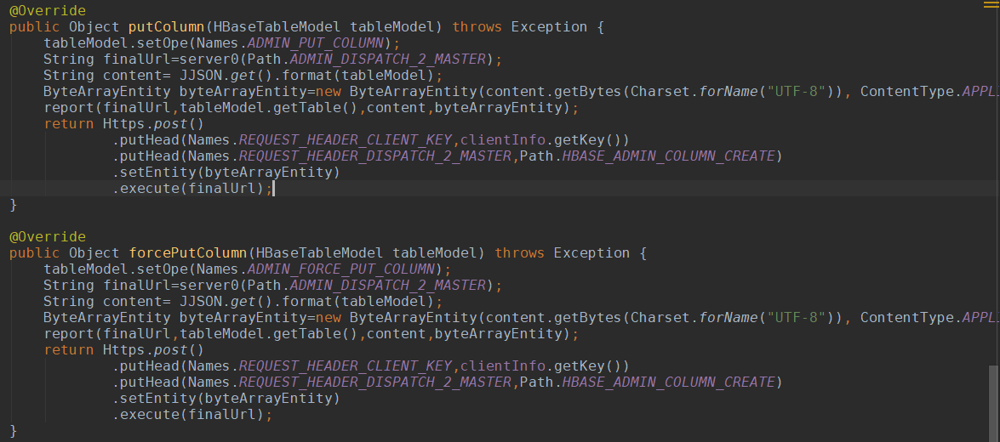 @Override
public Object putColumn(HBaseTableModel tableModel) throws Exception {
    tableModel.setOpe(Names.ADMIN_PUT_COLUMN);
    String finalUrl=server0(Path.ADMIN_DISPATCH_2_MASTER);
    String content= JJSON.get().format(tableModel);
    ByteArrayEntity byteArrayEntity=new ByteArrayEntity(content.getBytes(Charset.forName("UTF-8")), ContentType.APPL
    report(finalUrl,tableModel.getTable(),content,byteArrayEntity);
    return Https.post()
            .putHead(Names.REQUEST_HEADER_CLIENT_KEY,clientInfo.getKey())
            .putHead(Names.REQUEST_HEADER_DISPATCH_2_MASTER,Path.HBASE_ADMIN_COLUMN_CREATE)
            .setEntity(byteArrayEntity)
            .execute(finalUrl);
}
@Override
public Object forcePutColumn(HBaseTableModel tableModel) throws Exception {
    tableModel.setOpe(Names.ADMIN_FORCE_PUT_COLUMN);
    String finalUrl=server0(Path.ADMIN_DISPATCH_2_MASTER);
    String content= JJSON.get().format(tableModel);
    ByteArrayEntity byteArrayEntity=new ByteArrayEntity(content.getBytes(Charset.forName("UTF-8")), ContentType.APPL
    report(finalUrl,tableModel.getTable(),content,byteArrayEntity);
    return Https.post()
            .putHead(Names.REQUEST_HEADER_CLIENT_KEY,clientInfo.getKey())
            .putHead(Names.REQUEST_HEADER_DISPATCH_2_MASTER,Path.HBASE_ADMIN_COLUMN_CREATE)
            .setEntity(byteArrayEntity)
            .execute(finalUrl);
}